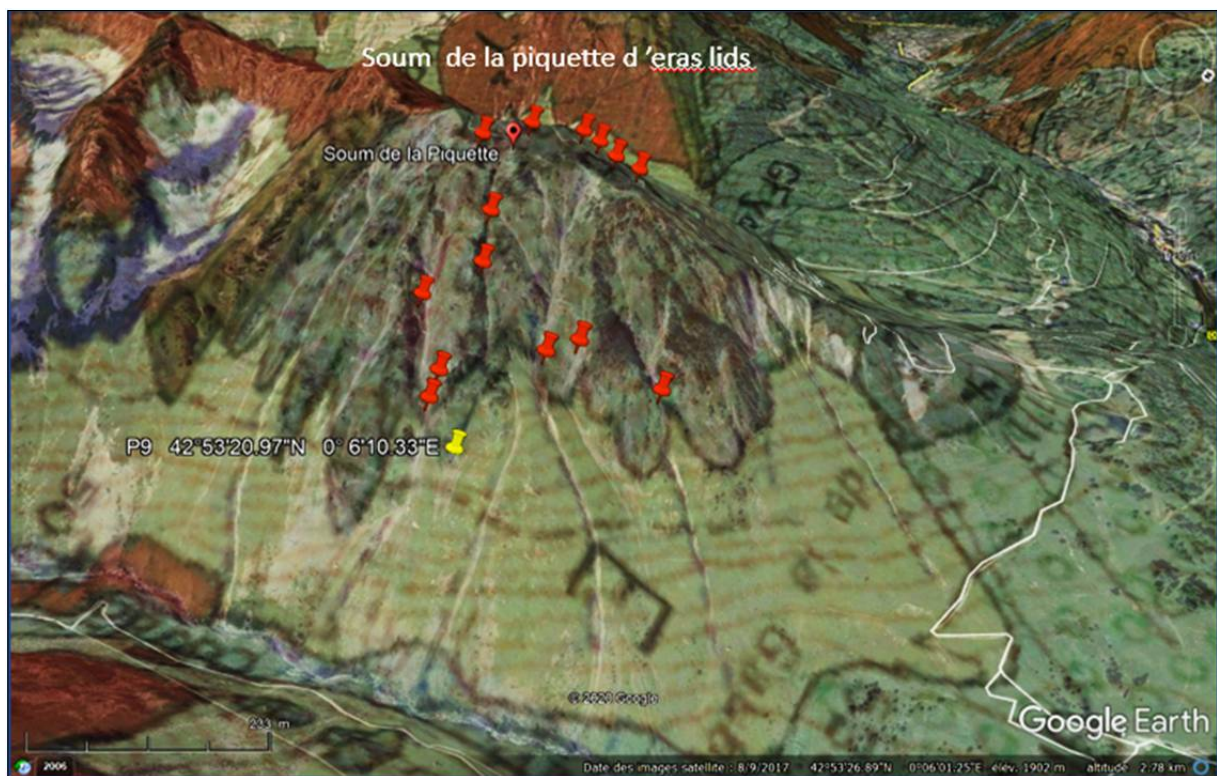 Soum de la piquette d 'eras lids
Soum de la Piquette
P9 42°53'20.97"N 0° 6'10.33"E
© 2020 Google
233 m
Google Earth
2006
Date des images satellite : 8/9/2017 42°53'26.89"N 0°06'01.25"E élev. 1902 m altitude 2.78 km